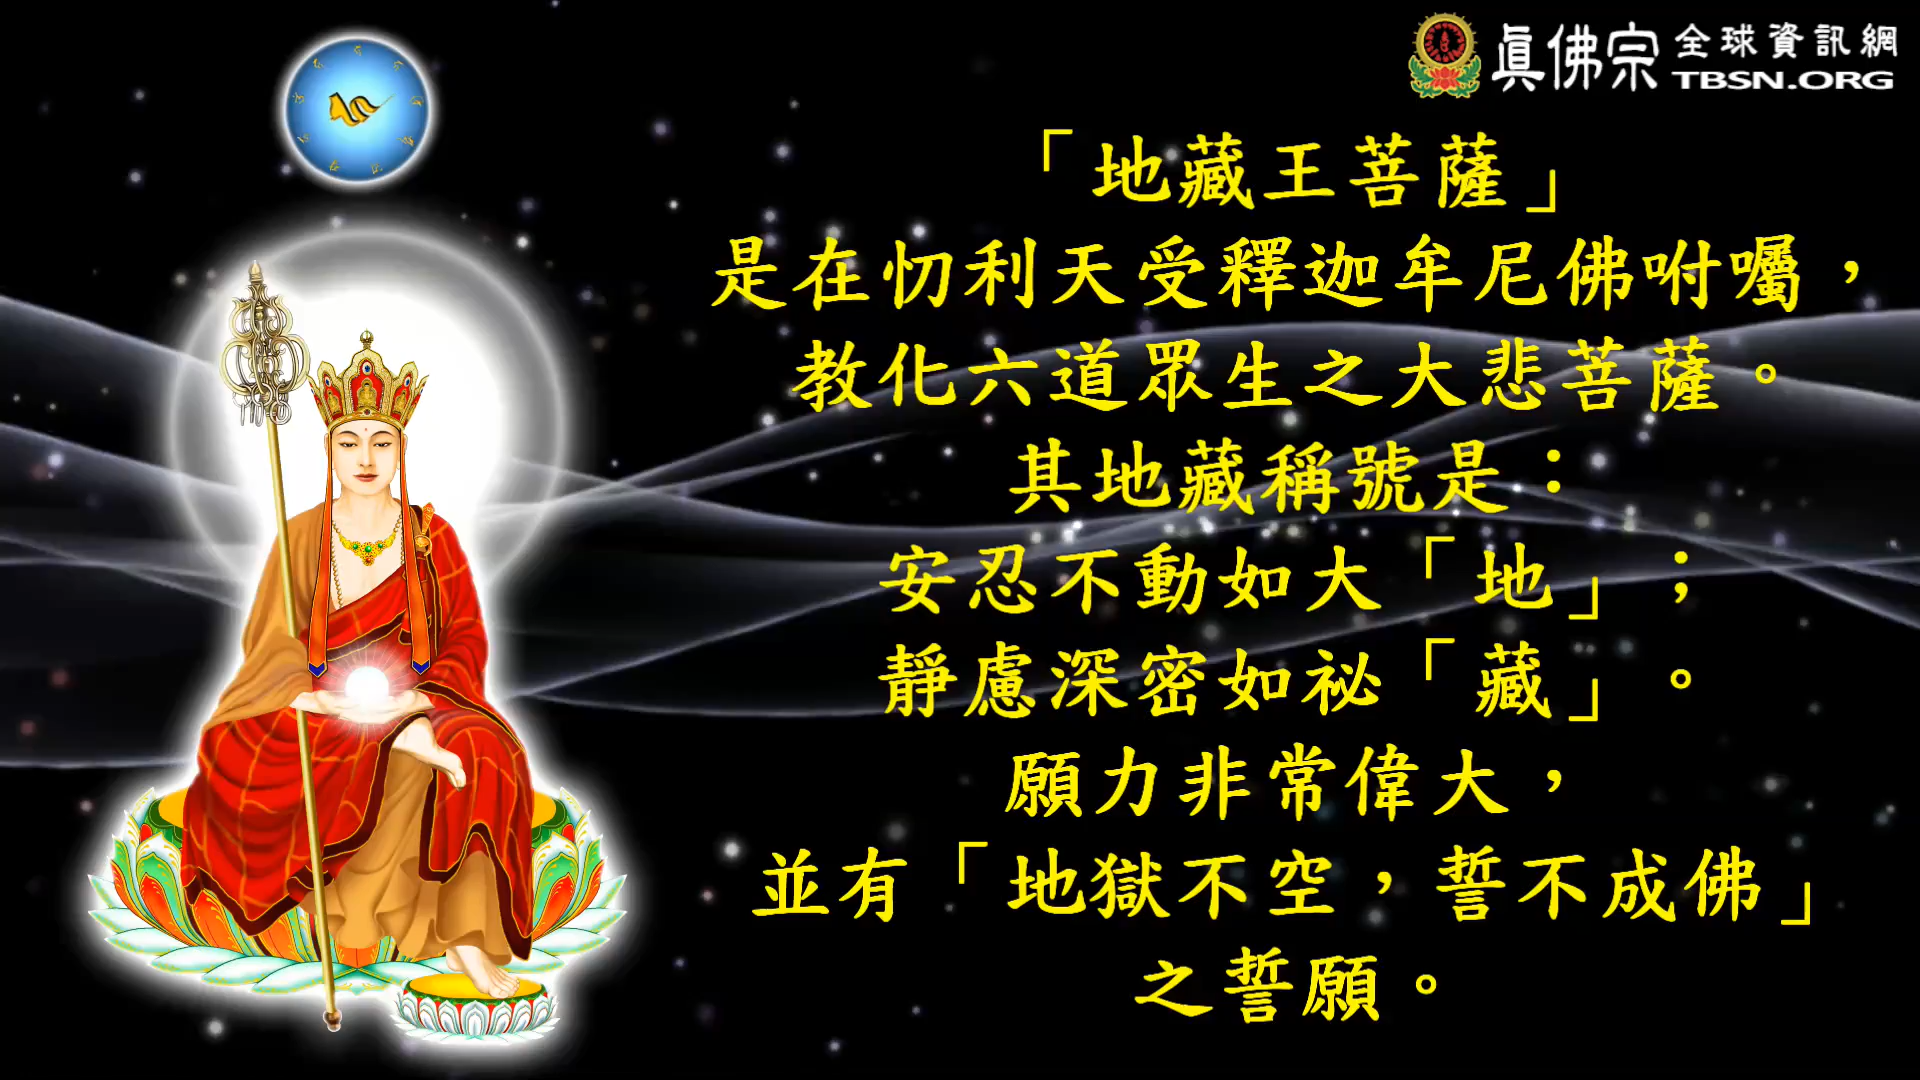 真佛宗 全球資訊網
TBSN.ORG
「地藏王菩薩」
是在忉利天受釋迦牟尼佛咐囑，
教化六道眾生之大悲菩薩。
其地藏稱號是：
安忍不動如大「地」；
靜慮深密如祕「藏」。
願力非常偉大，
並有「地獄不空，誓不成佛」
之誓願。